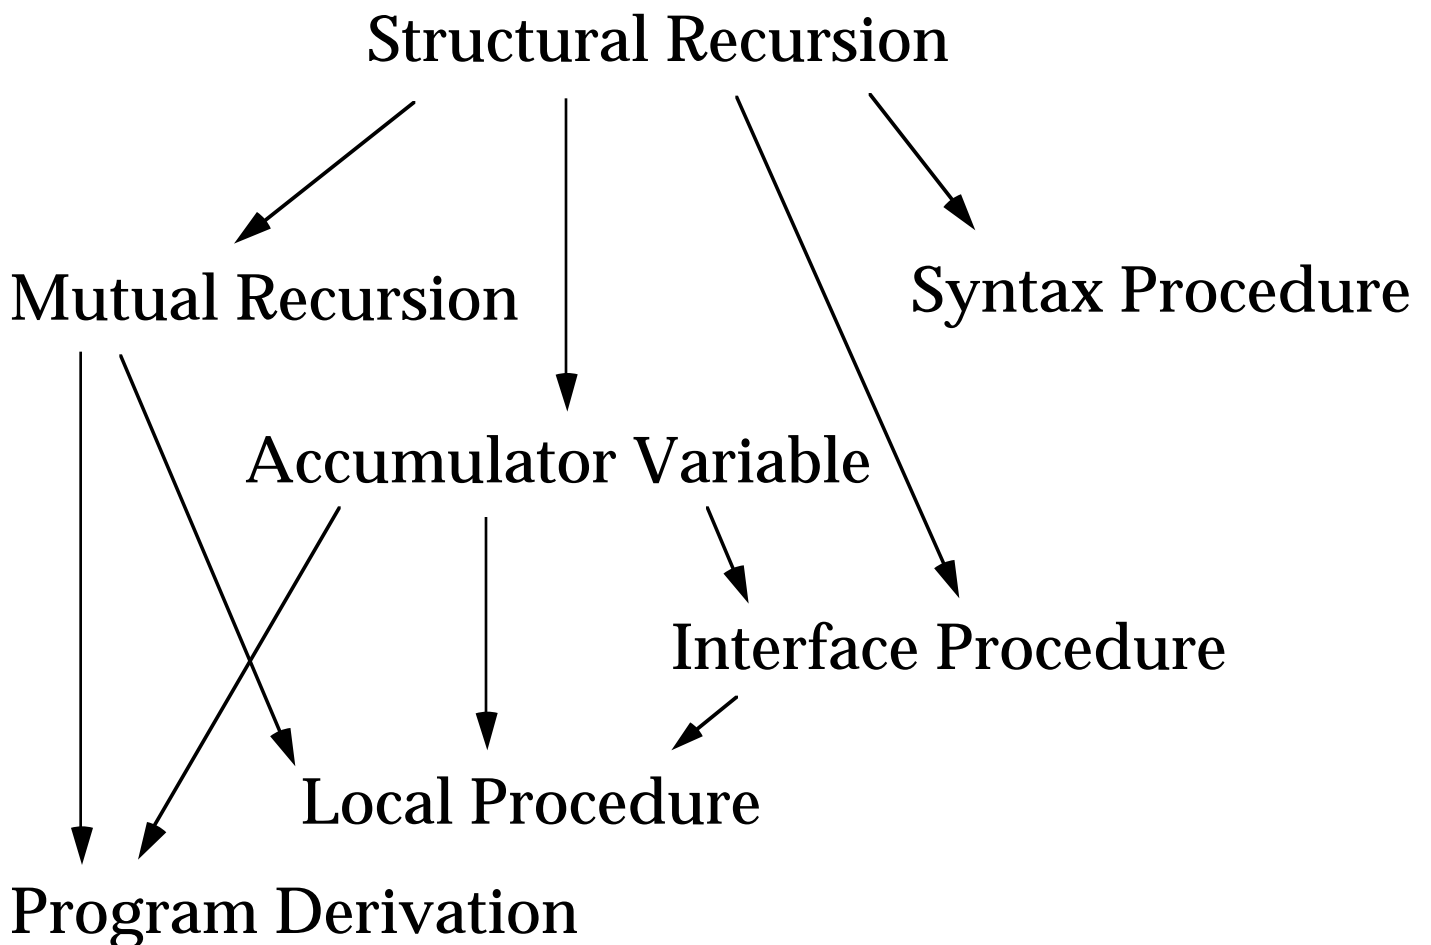 Structural Recursion
Mutual Recursion
Syntax Procedure
Accumulator Variable
Interface Procedure
Local Procedure
Program Derivation